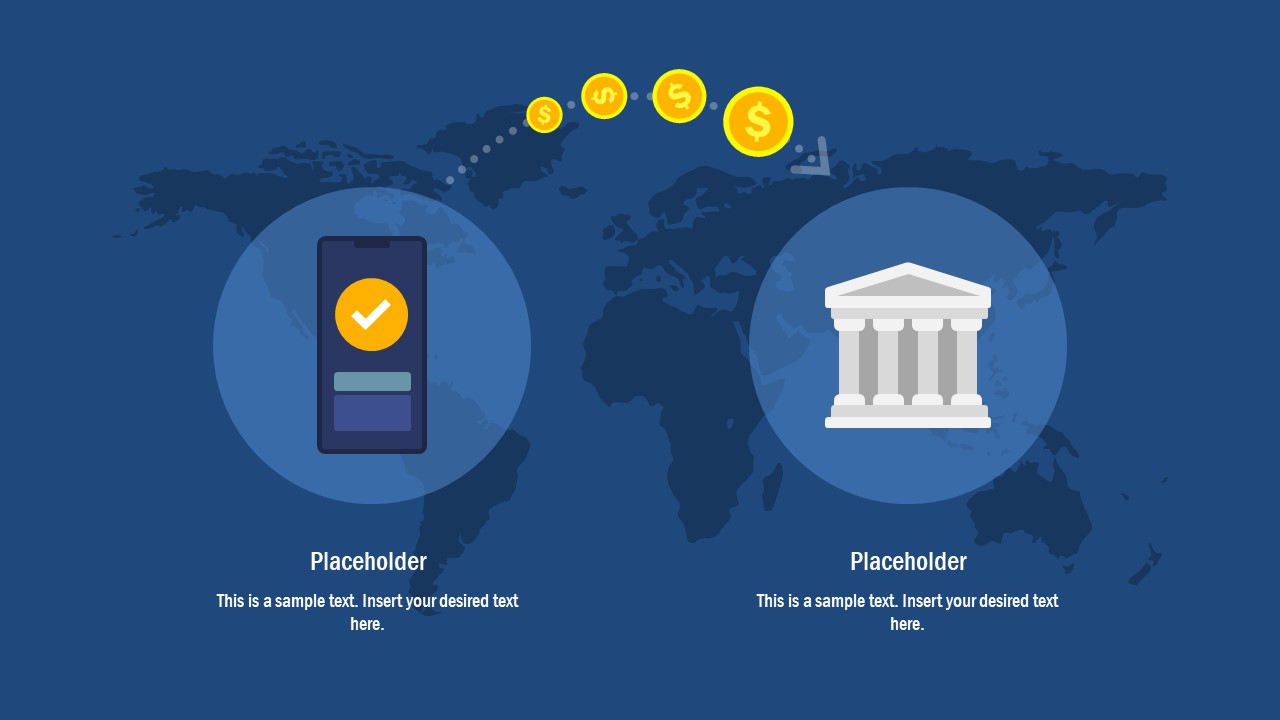 $ $ $ $
Placeholder
This is a sample text. Insert your desired text
here.
Placeholder
This is a sample text. Insert your desired text
here.